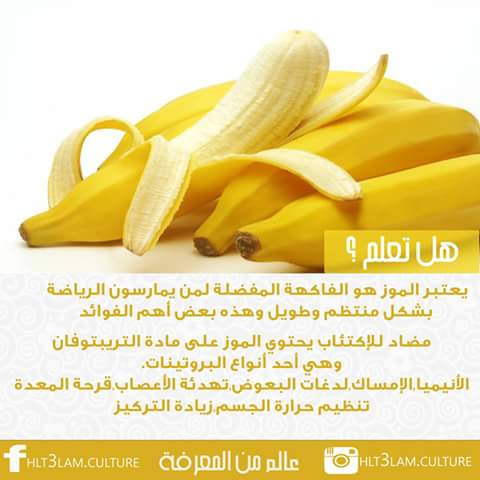 هل تعلم ؟
يعتبر الموز هو الفاكهة المفضلة لمن يمارسون الرياضة
بشكل منتظم وطويل وهذه بعض أهم الفوائد
مضاد للإكتئاب يحتوي الموز على مادة التريبتوفان
وهي أحد أنواع البروتينات.
الأنيميا,الإمساك,لدغات البعوض,تهدئة الأعصاب,قرحة المعدة
تنظيم حرارة الجسم,زيادة التركيز
HLT3LAM.CULTURE عالم من المعرفة HLT3LAM.CULTURE